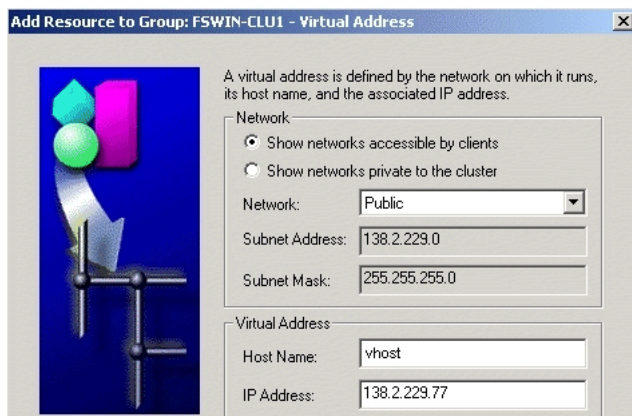 Add Resource to Group: FSWIN-CLU1 - Virtual Address
A virtual address is defined by the network on which it runs,
its host name, and the associated IP address.
Network
Show networks accessible by clients
Show networks private to the cluster
Network: Public
Subnet Address: 138.2.229.0
Subnet Mask: 255.255.255.0
Virtual Address
Host Name: vhost
IP Address: 138.2.229.77